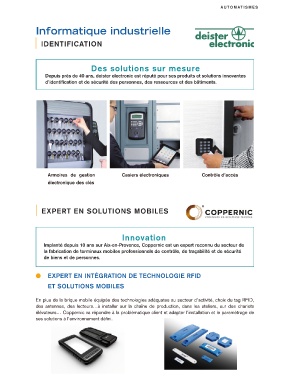 AUTOMATISMES
Informatique industrielle
IDENTIFICATION
deister
electronic
Des solutions sur mesure
Depuis près de 40 ans, deister electronic est réputé pour ses produits et solutions innovantes
d'identification et de sécurité des personnes, des ressources et des bâtiments.
Armoires de gestion
électronique des clés
Casiers électroniques
Contrôle d'accès
EXPERT EN SOLUTIONS MOBILES
COPPERNIC
Innovation
Implanté depuis 10 ans sur Aix-en-Provence, Coppernic est un expert reconnu du secteur de
la fabrication de terminaux mobiles professionnels de contrôle, de traçabilité et de sécurité
de biens et de personnes.
EXPERT EN INTÉGRATION DE TECHNOLOGIE RFID
ET SOLUTIONS MOBILES
En plus de la brique mobile équipée des technologies adéquates au secteur d'activité, choix du tag RFID,
des antennes, des lecteurs…à installer sur la chaîne de production, dans les ateliers, sur des chariots
élévateurs… Coppernic va répondre à la problématique client et adapter l'installation et le paramétrage de
ses solutions à l'environnement défini.